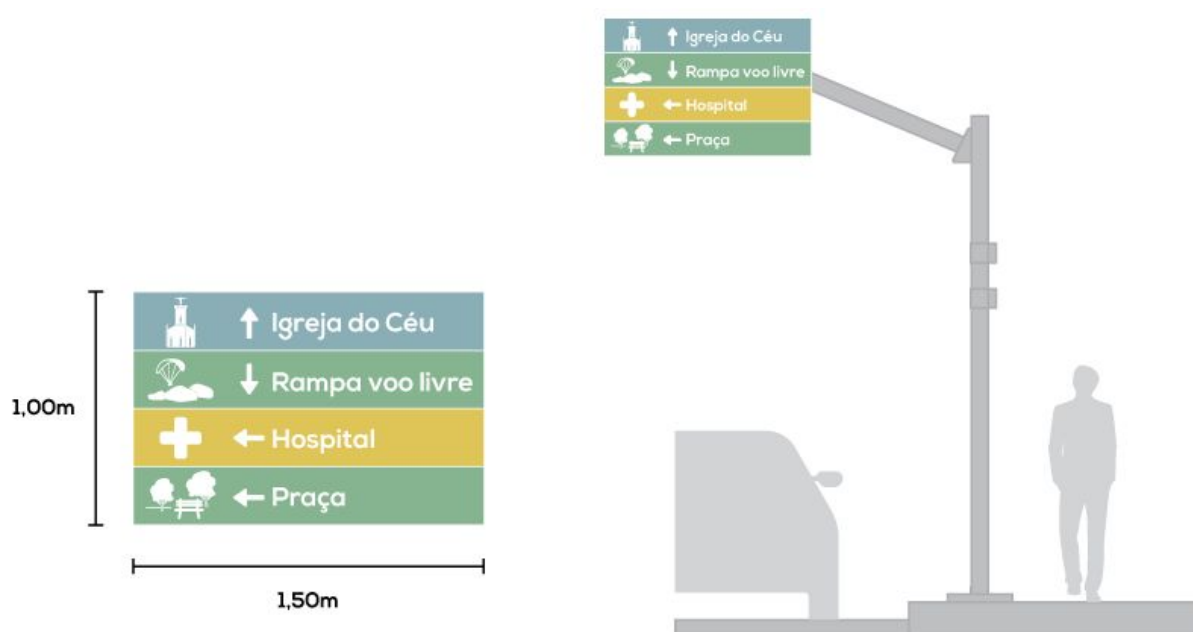 Igreja do Céu
Rampa voo livre
Hospital
Praça
1,00m
Igreja do Céu
Rampa voo livre
Hospital
Praça
1,50m